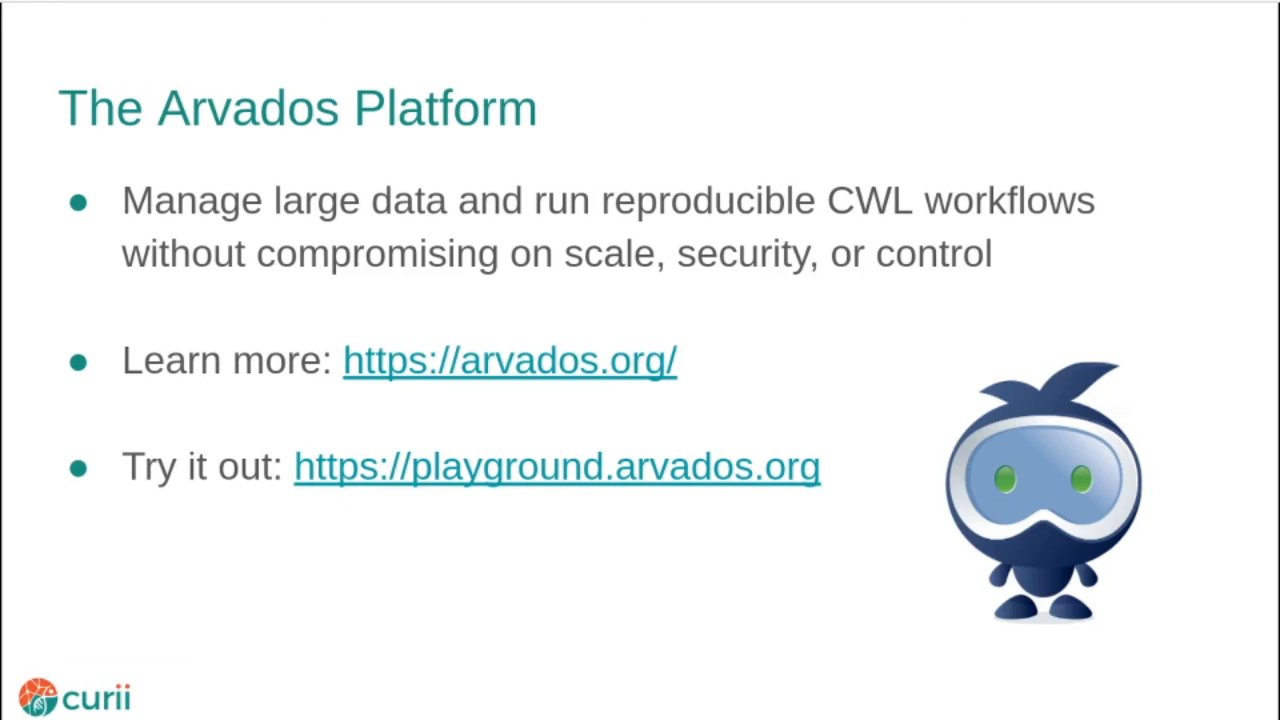 The Arvados Platform
● Manage large data and run reproducible CWL workflows
without compromising on scale, security, or control
● Learn more: https://arvados.org/
● Try it out: https://playground.arvados.org
curii